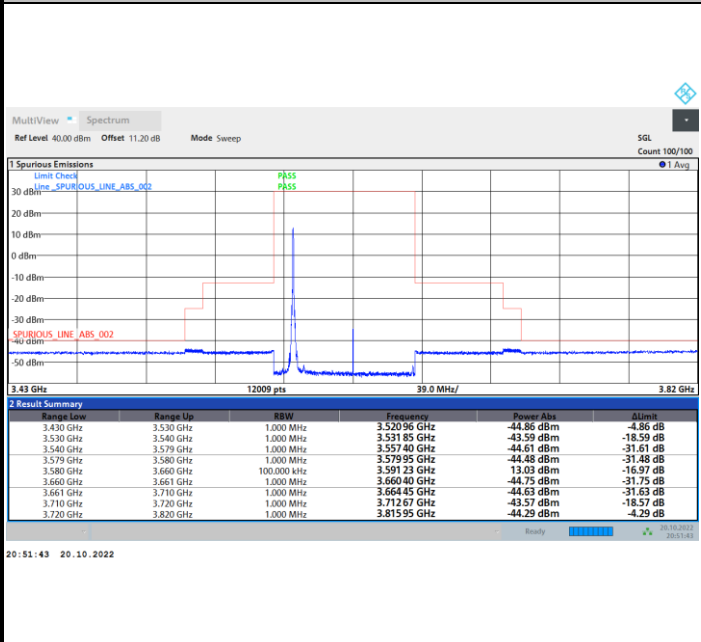 MultiView Spectrum
Ref Level 40.00 dBm Offset 11.20 dB Mode Sweep SGL
Count 100/100
1 Spurious Emissions 1 Avg
Limit Check PASS
Line _SPURIOUS_LINE_ABS_002 PASS
30 dBm
20 dBm
10 dBm
0 dBm
-10 dBm
-20 dBm
-30 dBm
SPURIOUS_LINE_ABS_002
-40 dBm
-50 dBm
3.43 GHz 12009 pts 39.0 MHz/ 3.82 GHz
2 Result Summary
Range Low Range Up RBW Frequency Power Abs ΔLimit
3.430 GHz 3.530 GHz 1.000 MHz 3.520 96 GHz -44.86 dBm -4.86 dB
3.530 GHz 3.540 GHz 1.000 MHz 3.531 85 GHz -43.59 dBm -18.59 dB
3.540 GHz 3.579 GHz 1.000 MHz 3.557 40 GHz -44.61 dBm -31.61 dB
3.579 GHz 3.580 GHz 1.000 MHz 3.579 95 GHz -44.48 dBm -31.48 dB
3.580 GHz 3.660 GHz 100.000 kHz 3.591 23 GHz 13.03 dBm -16.97 dB
3.660 GHz 3.661 GHz 1.000 MHz 3.660 40 GHz -44.75 dBm -31.75 dB
3.661 GHz 3.710 GHz 1.000 MHz 3.664 45 GHz -44.63 dBm -31.63 dB
3.710 GHz 3.720 GHz 1.000 MHz 3.712 67 GHz -43.57 dBm -18.57 dB
3.720 GHz 3.820 GHz 1.000 MHz 3.815 95 GHz -44.29 dBm -4.29 dB
Ready 20.10.2022
20:51:43
20:51:43 20.10.2022